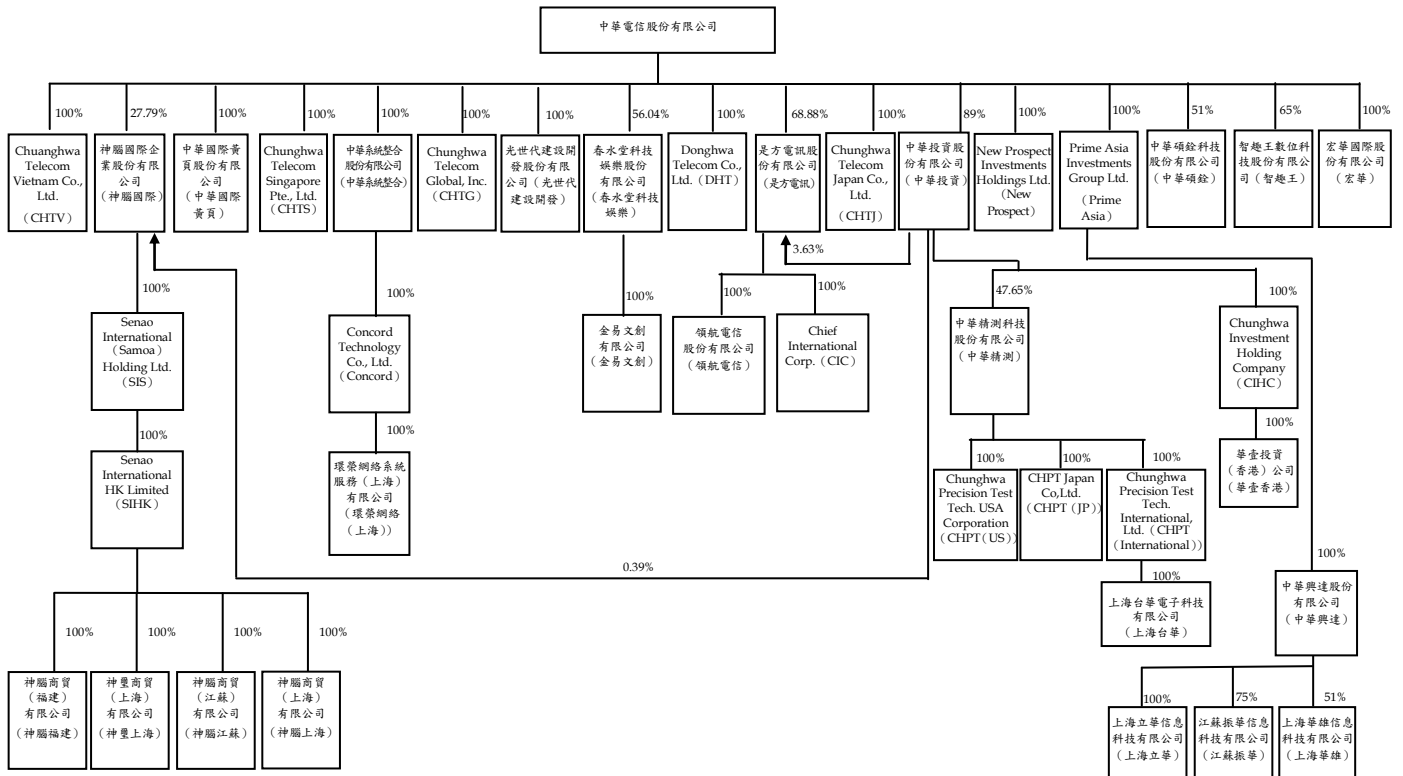 中華電信股份有限公司
100%
27.79%
100%
100%
100%
100%
100%
56.04%
100%
68.88%
100%
89%
100%
100%
51%
65%
100%
Chuanghwa
Telecom
Vietnam Co.,
Ltd.
(CHTV)
神腦國際企
業股份有限
公司
(神腦國際)
中華國際黃
頁股份有限
公司
(中華國際
黃頁)
Chunghwa
Telecom
Singapore
Pte., Ltd.
(CHTS)
中華系統整合
股份有限公司
(中華系統整合)
Chunghwa
Telecom
Global, Inc.
(CHTG)
光世代建設開
發股份有限
公司(光世代
建設開發)
春水堂科技
娛樂股份
有限公司
(春水堂科技
娛樂)
Donghwa
Telecom Co.,
Ltd. (DHT)
是方電訊股
份有限公司
(是方電訊)
Chunghwa
Telecom
Japan Co.,
Ltd.
(CHTJ)
中華投資股
份有限公司
(中華投資)
New Prospect
Investments
Holdings Ltd.
(New
Prospect)
Prime Asia
Investments
Group Ltd.
(Prime
Asia)
中華碩銓科技
股份有限公司
(中華碩銓)
智趣王數位科
技股份有限公
司(智趣王)
宏華國際股
份有限公司
(宏華)
3.63%
100%
100%
100%
100%
100%
47.65%
100%
Senao
International
(Samoa)
Holding Ltd.
(SIS)
Concord
Technology
Co., Ltd.
(Concord)
金易文創
有限公司
(金易文創)
領航電信
股份有限公司
(領航電信)
Chief
International
Corp. (CIC)
中華精測科技
股份有限公司
(中華精測)
Chunghwa
Investment
Holding
Company
(CIHC)
100%
100%
100%
100%
100%
100%
Senao
International
HK Limited
(SIHK)
環榮網絡系統
服務(上海)
有限公司
(環榮網絡
(上海))
Chunghwa
Precision Test
Tech. USA
Corporation
(CHPT(US))
CHPT Japan
Co,Ltd.
(CHPT (JP))
Chunghwa
Precision Test
Tech.
International,
Ltd. (CHPT
(International))
華壹投資
(香港)公司
(華壹香港)
0.39%
100%
100%
上海台華電子科技
有限公司
(上海台華)
中華興達股份
有限公司
(中華興達)
100%
100%
100%
100%
神腦商貿
(福建)
有限公司
(神腦福建)
神璽商貿
(上海)
有限公司
(神璽上海)
神腦商貿
(江蘇)
有限公司
(神腦江蘇)
神腦商貿
(上海)
有限公司
(神腦上海)
100%
75%
51%
上海立華信息
科技有限公司
(上海立華)
江蘇振華信息
科技有限公司
(江蘇振華)
上海華雄信息
科技有限公司
(上海華雄)